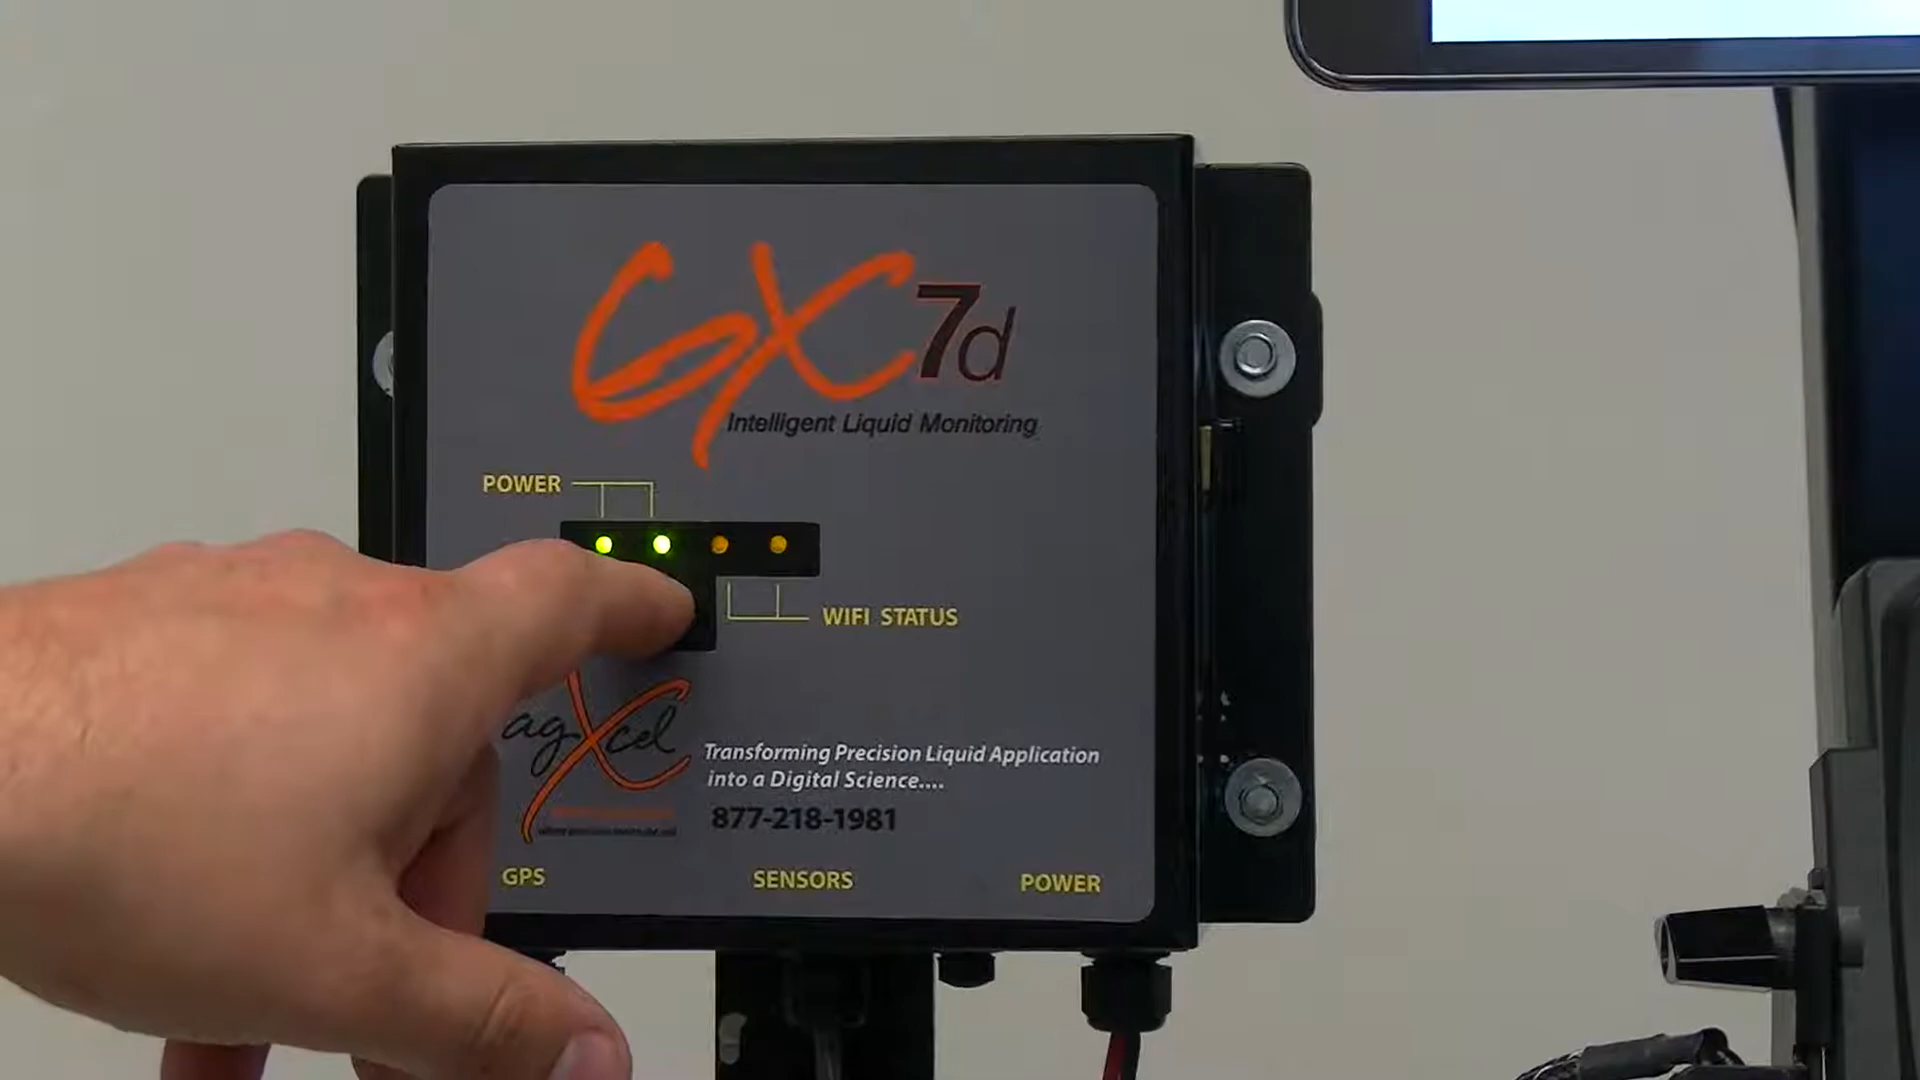 GX7d
Intelligent Liquid Monitoring
POWER
WIFI STATUS
agXcel
Transforming Precision Liquid Application
into a Digital Science....
877-218-1981
GPS
SENSORS
POWER